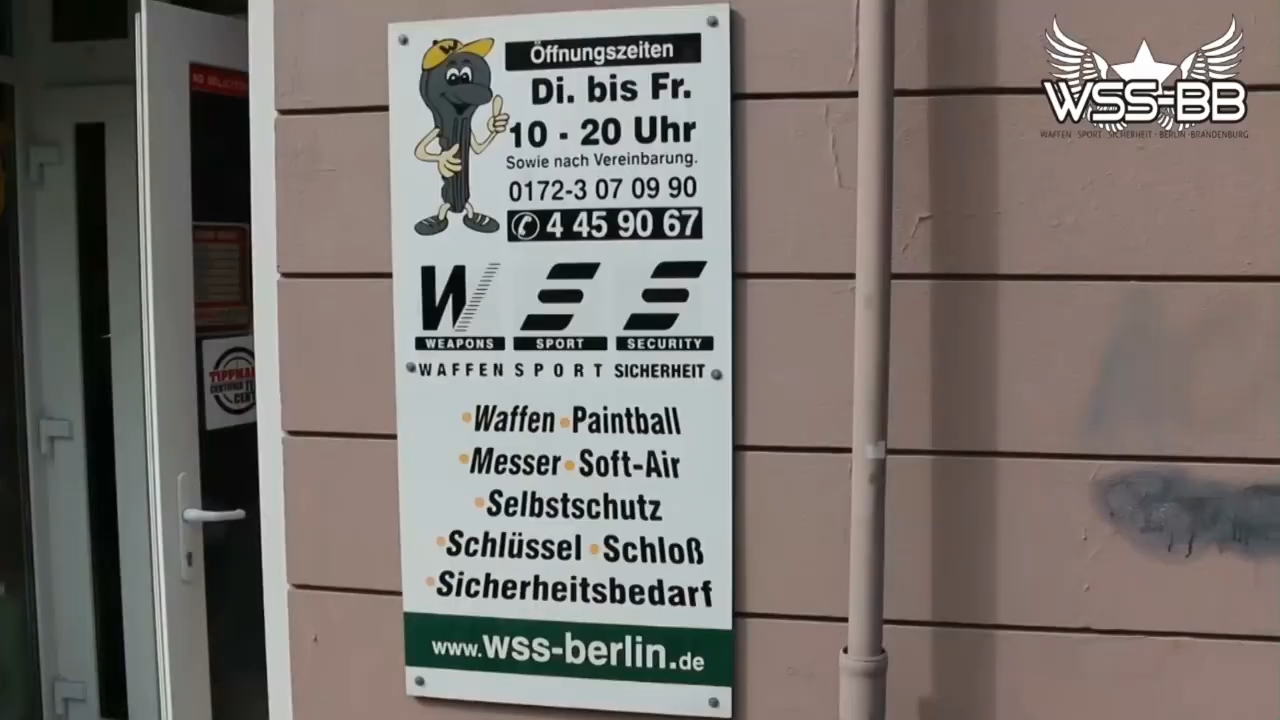 W
Öffnungszeiten
Di. bis Fr.
10 - 20 Uhr
Sowie nach Vereinbarung.
0172-3 07 09 90
4 45 90 67
WSS
WEAPONS SPORT SECURITY
WAFFEN SPORT SICHERHEIT
•Waffen •Paintball
•Messer •Soft-Air
•Selbstschutz
•Schlüssel •Schloß
•Sicherheitsbedarf
www.wss-berlin.de
WSS-BB
WAFFEN · SPORT · SICHERHEIT · BERLIN · BRANDENBURG